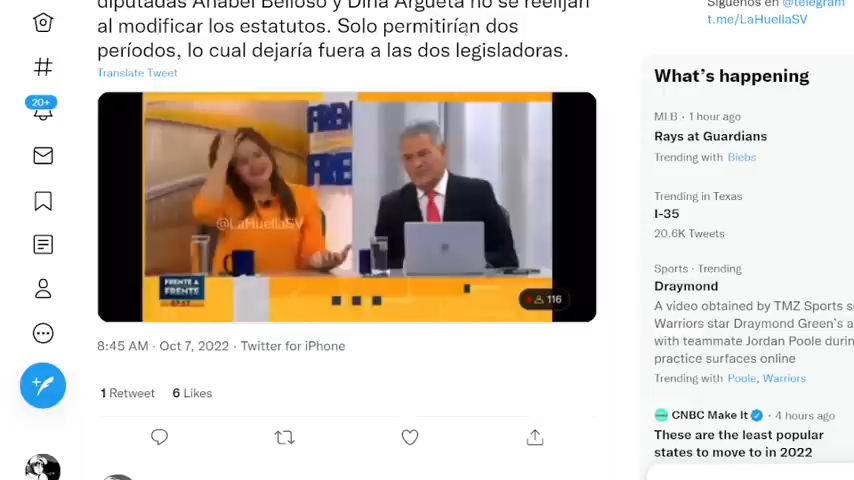 diputadas Anabel Belloso y Dina Argueta no se reelijan
al modificar los estatutos. Solo permitirían dos
períodos, lo cual dejaría fuera a las dos legisladoras.
Translate Tweet
@LaHuellaSV
FRENTE A
FRENTE
07:57
116
8:45 AM · Oct 7, 2022 · Twitter for iPhone
1 Retweet 6 Likes
20+
Síguenos en @telegram
t.me/LaHuellaSV
What's happening
MLB · 1 hour ago
Rays at Guardians
Trending with Biebs
Trending in Texas
I-35
20.6K Tweets
Sports · Trending
Draymond
A video obtained by TMZ Sports s
Warriors star Draymond Green's a
with teammate Jordan Poole durin
practice surfaces online
Trending with Poole, Warriors
CNBC Make It · 4 hours ago
These are the least popular
states to move to in 2022